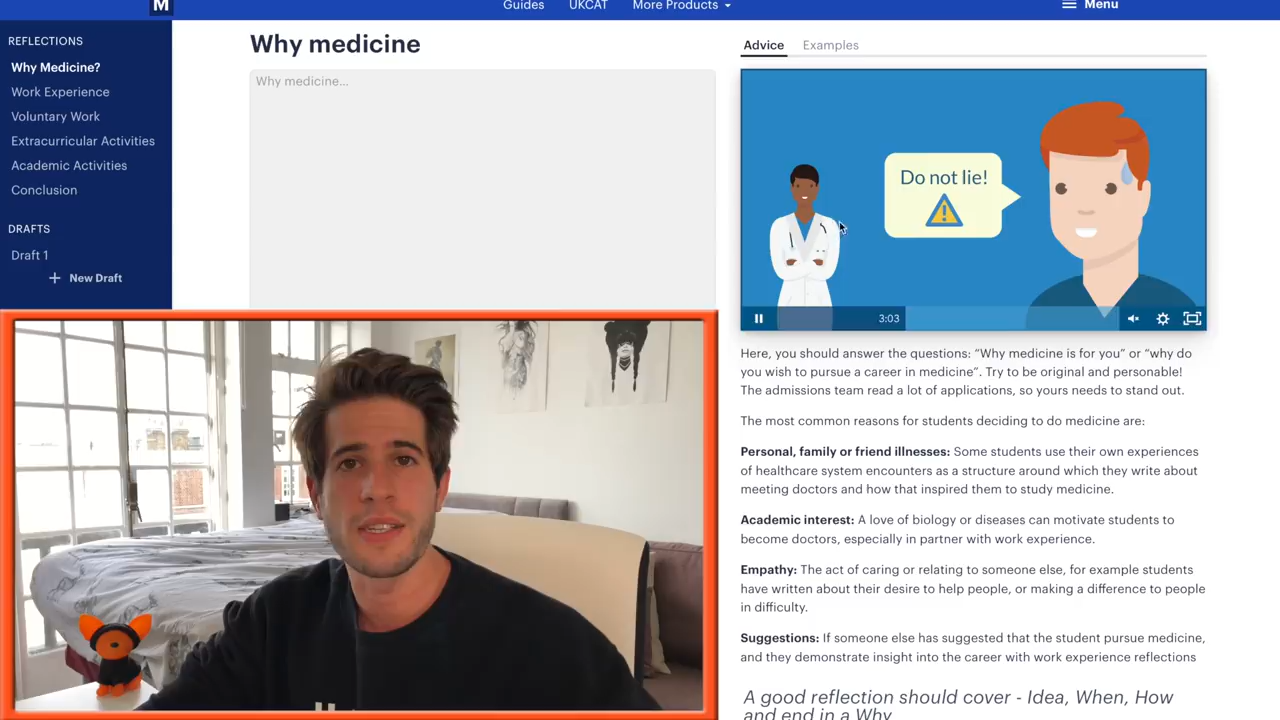 M
Guides
UKCAT
More Products
Menu
REFLECTIONS
Why Medicine?
Work Experience
Voluntary Work
Extracurricular Activities
Academic Activities
Conclusion
DRAFTS
Draft 1
+ New Draft
Why medicine
Why medicine...
Advice
Examples
Do not lie!
3:03
Here, you should answer the questions: “Why medicine is for you” or “why do
you wish to pursue a career in medicine”. Try to be original and personable!
The admissions team read a lot of applications, so yours needs to stand out.
The most common reasons for students deciding to do medicine are:
Personal, family or friend illnesses: Some students use their own experiences
of healthcare system encounters as a structure around which they write about
meeting doctors and how that inspired them to study medicine.
Academic interest: A love of biology or diseases can motivate students to
become doctors, especially in partner with work experience.
Empathy: The act of caring or relating to someone else, for example students
have written about their desire to help people, or making a difference to people
in difficulty.
Suggestions: If someone else has suggested that the student pursue medicine,
and they demonstrate insight into the career with work experience reflections
A good reflection should cover - Idea, When, How
and end in a Why